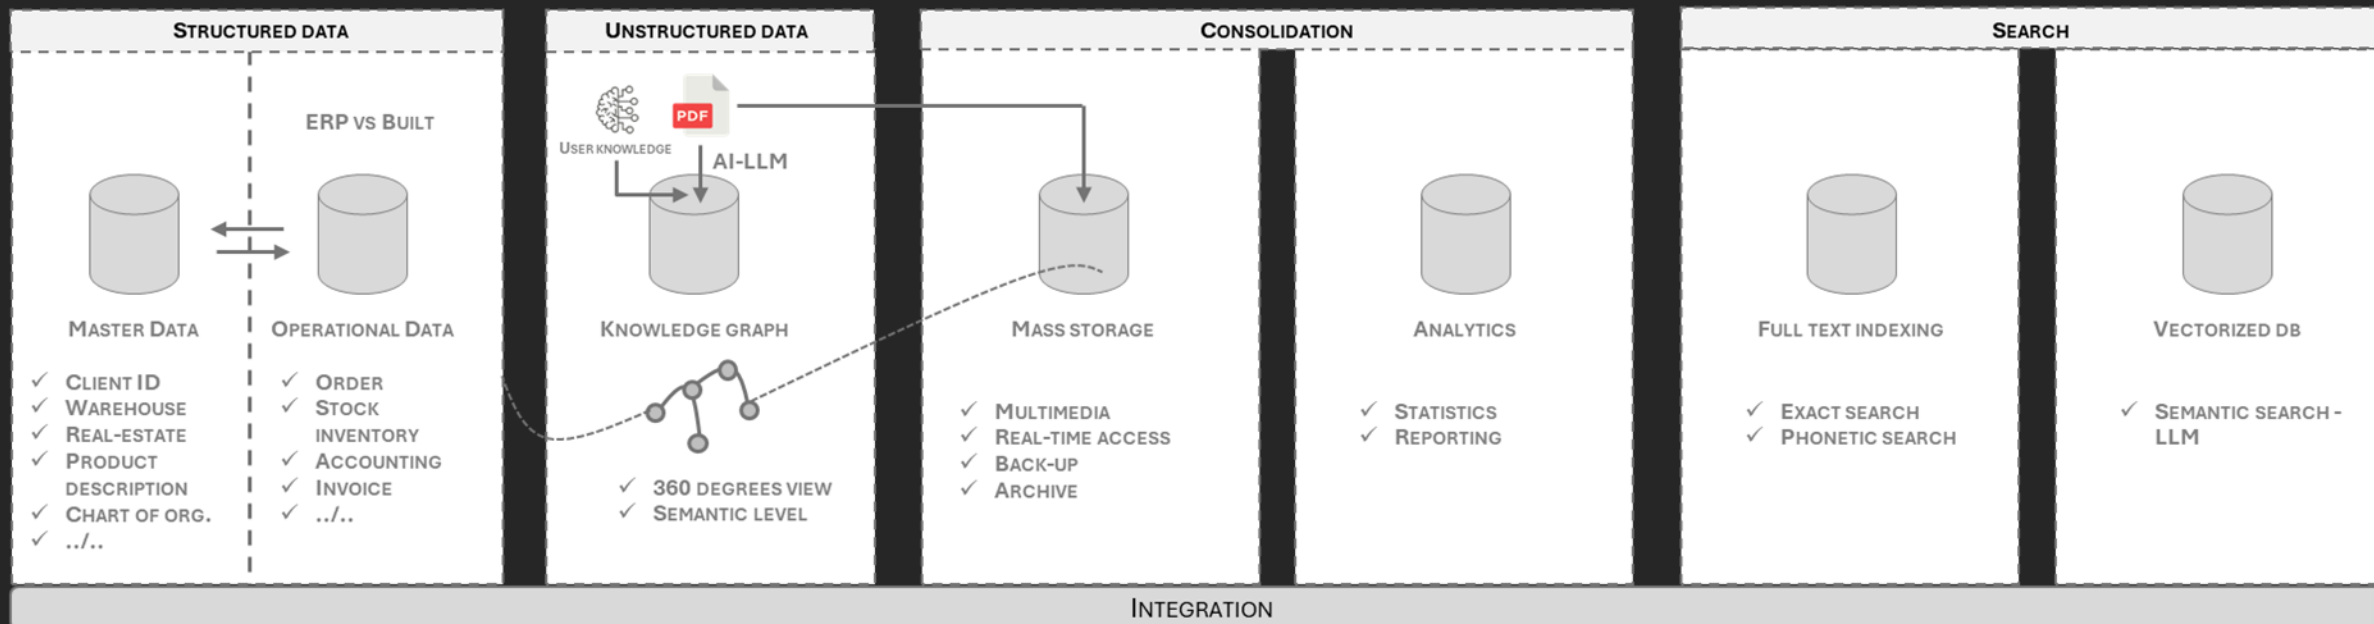 Structured data
Unstructured data
Consolidation
Search
ERP vs Built
Master Data
Client ID
Warehouse
Real-estate
Product
description
Chart of org.
../..
Operational Data
Order
Stock
inventory
Accounting
Invoice
../..
PDF
User knowledge
AI-LLM
Knowledge graph
360 degrees view
Semantic level
Mass storage
Multimedia
Real-time access
Back-up
Archive
Analytics
Statistics
Reporting
Full text indexing
Exact search
Phonetic search
Vectorized db
Semantic search -
LLM
Integration